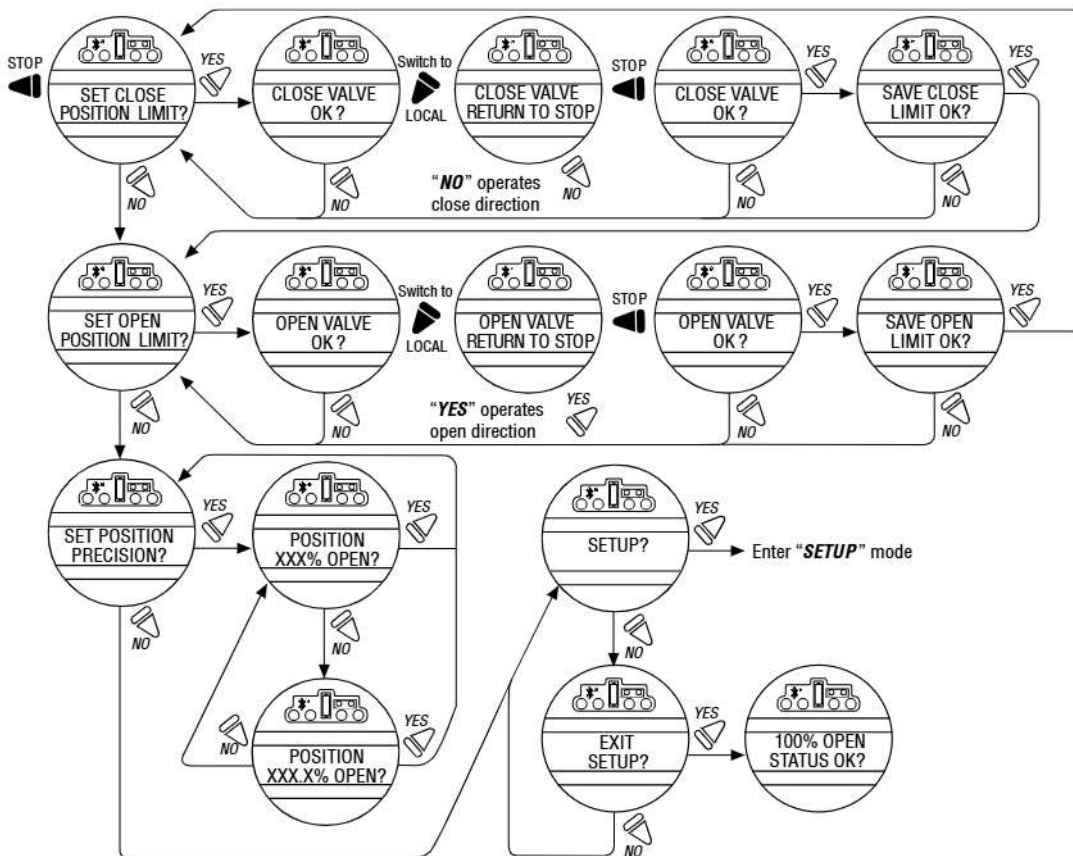 STOP
SET CLOSE
POSITION LIMIT?
YES
NO
CLOSE VALVE
OK?
NO
Switch to
LOCAL
CLOSE VALVE
RETURN TO STOP
NO
"NO" operates
close direction
STOP
CLOSE VALVE
OK?
YES
NO
SAVE CLOSE
LIMIT OK?
YES
NO
SET OPEN
POSITION LIMIT?
YES
NO
OPEN VALVE
OK?
NO
Switch to
LOCAL
OPEN VALVE
RETURN TO STOP
YES
"YES" operates
open direction
STOP
OPEN VALVE
OK?
YES
NO
SAVE OPEN
LIMIT OK?
YES
NO
SET POSITION
PRECISION?
YES
NO
POSITION
XXX% OPEN?
YES
NO
POSITION
XXX.X% OPEN?
YES
NO
SETUP?
YES
Enter "SETUP" mode
NO
EXIT
SETUP?
YES
NO
100% OPEN
STATUS OK?